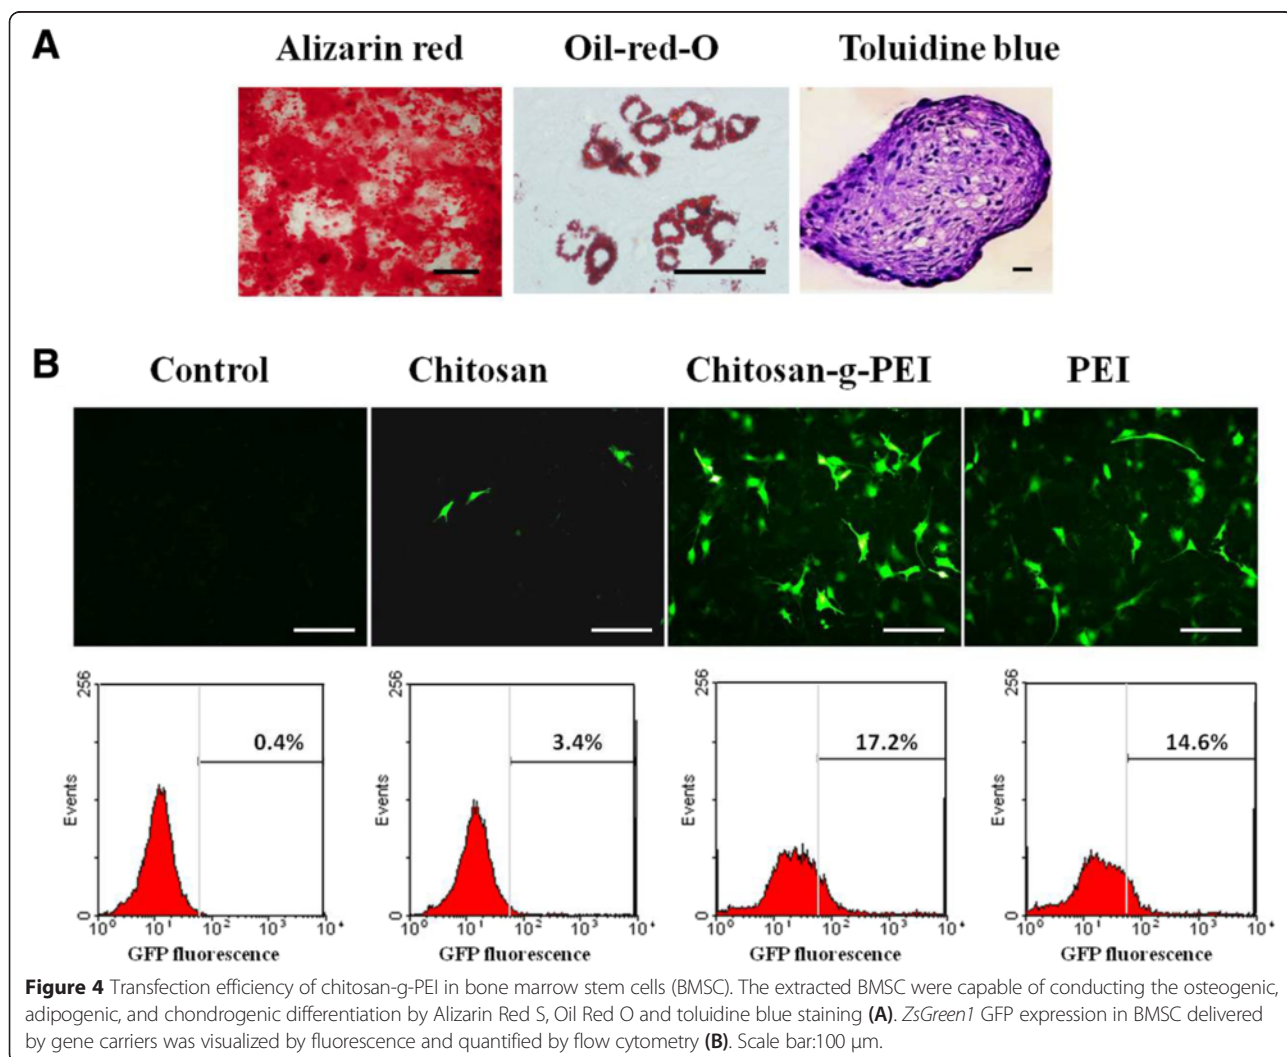 A
Alizarin red
Oil-red-O
Toluidine blue
B
Control
Chitosan
Chitosan-g-PEI
PEI
256
0.4%
Events
0
10⁰ 10¹ 10² 10³ 10⁴
GFP fluorescence
256
3.4%
Events
0
10⁰ 10¹ 10² 10³ 10⁴
GFP fluorescence
256
17.2%
Events
0
10⁰ 10¹ 10² 10³ 10⁴
GFP fluorescence
256
14.6%
Events
0
10⁰ 10¹ 10² 10³ 10⁴
GFP fluorescence
Figure 4 Transfection efficiency of chitosan-g-PEI in bone marrow stem cells (BMSC). The extracted BMSC were capable of conducting the osteogenic,
adipogenic, and chondrogenic differentiation by Alizarin Red S, Oil Red O and toluidine blue staining (A). ZsGreen1 GFP expression in BMSC delivered
by gene carriers was visualized by fluorescence and quantified by flow cytometry (B). Scale bar:100 μm.